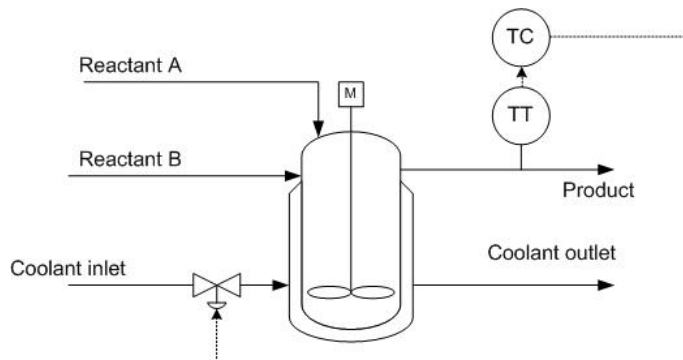 TC
Reactant A
M
TT
Reactant B
Product
Coolant inlet
Coolant outlet